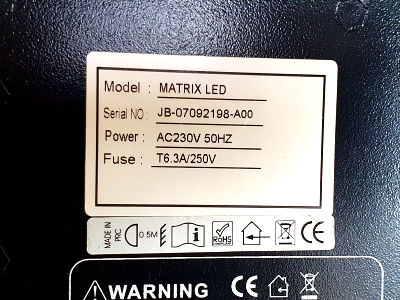 Model : MATRIX LED
Serial NO : JB-07092198-A00
Power : AC230V 50HZ
Fuse : T6.3A/250V
MADE IN
PRC
0.5M
i
RoHS
CE
WARNING CE